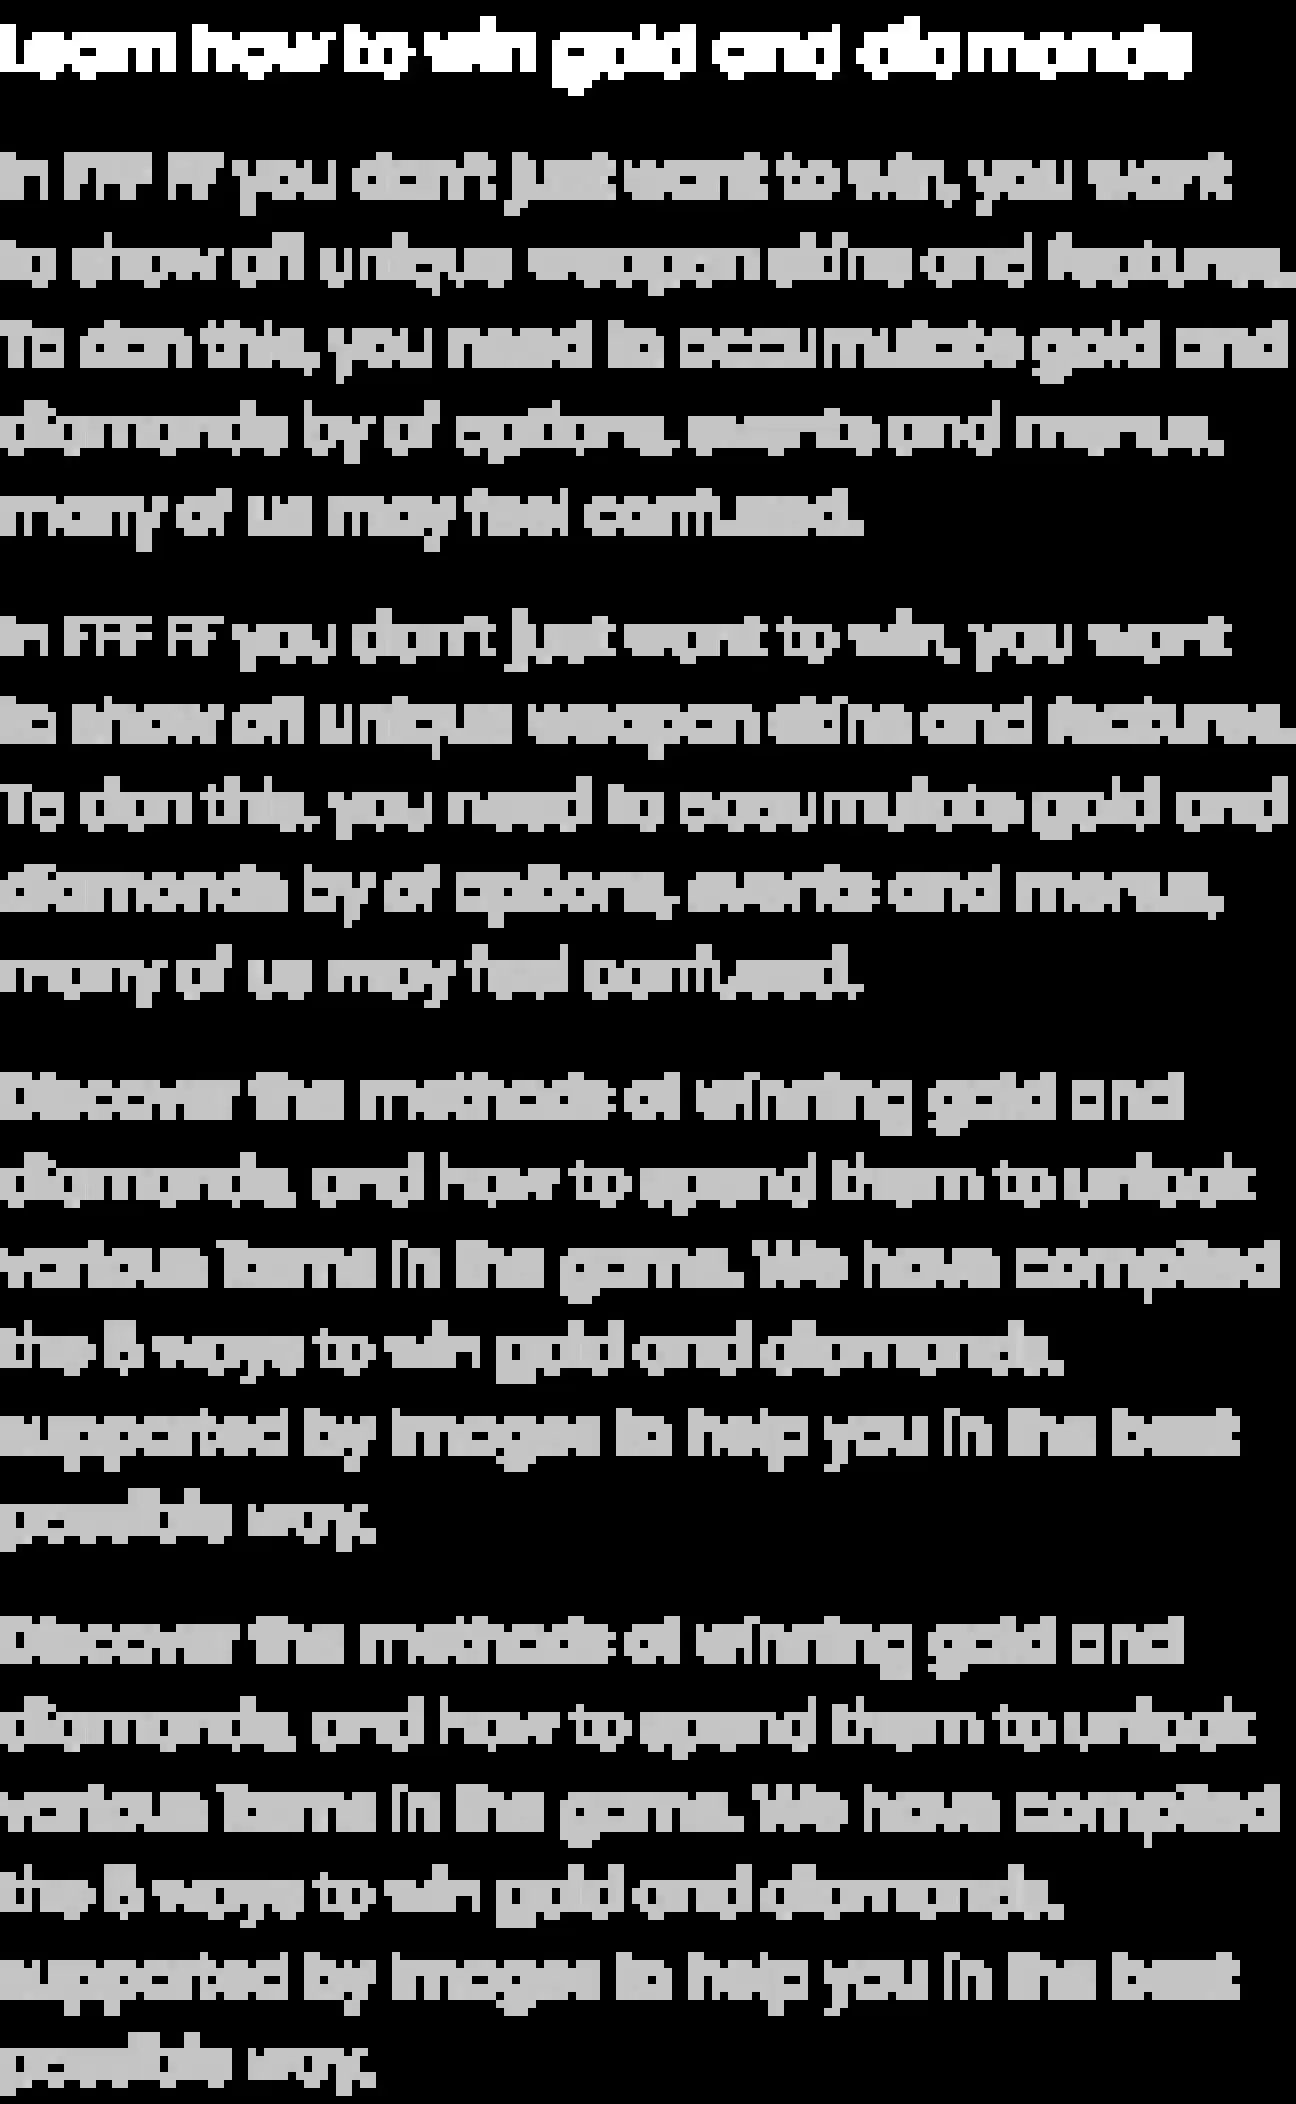 Learn how to win gold and diamonds
In FFF FF you don't just want to win, you want
to show off unique weapon skins and features.
To don this, you need to accumulate gold and
diamonds by of options, events and menus,
many of us may feel confused.
In FFF FF you don't just want to win, you want
to show off unique weapon skins and features.
To don this, you need to accumulate gold and
diamonds by of options, events and menus,
many of us may feel confused.
Discover the methods of winning gold and
diamonds, and how to spend them to unlock
various items in the game. We have compiled
the ways to win gold and diamonds,
supported by images to help you in the best
possible way.
Discover the methods of winning gold and
diamonds, and how to spend them to unlock
various items in the game. We have compiled
the ways to win gold and diamonds,
supported by images to help you in the best
possible way.